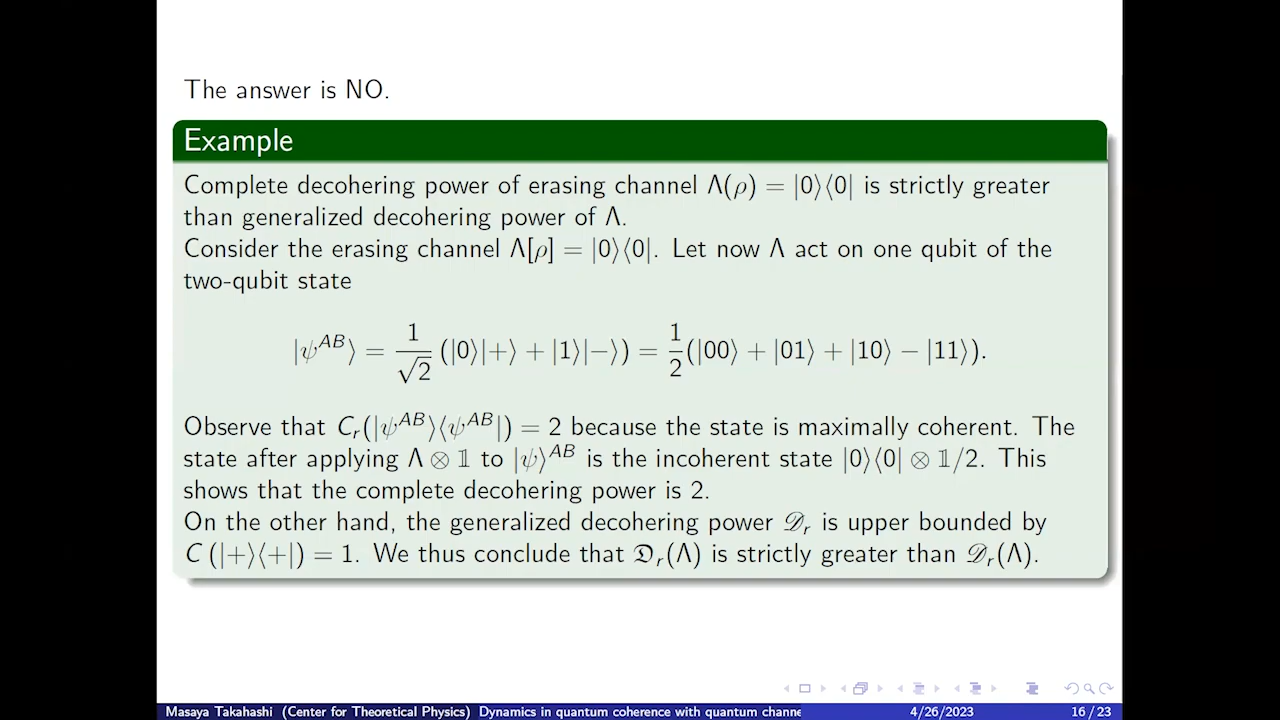 The answer is NO.
Example
Complete decohering power of erasing channel Λ(ρ) = |0⟩⟨0| is strictly greater
than generalized decohering power of Λ.
Consider the erasing channel Λ[ρ] = |0⟩⟨0|. Let now Λ act on one qubit of the
two-qubit state
|ψ^{AB}⟩ = \frac{1}{\sqrt{2}} (|0⟩|+⟩ + |1⟩|−⟩) = \frac{1}{2}(|00⟩ + |01⟩ + |10⟩ − |11⟩).
Observe that C_r(|ψ^{AB}⟩⟨ψ^{AB}|) = 2 because the state is maximally coherent. The
state after applying Λ ⊗ 𝟙 to |ψ⟩^{AB} is the incoherent state |0⟩⟨0| ⊗ 𝟙/2. This
shows that the complete decohering power is 2.
On the other hand, the generalized decohering power 𝒟_r is upper bounded by
C (|+⟩⟨+|) = 1. We thus conclude that 𝔇_r(Λ) is strictly greater than 𝒟_r(Λ).
Masaya Takahashi (Center for Theoretical Physics) Dynamics in quantum coherence with quantum channe 4/26/2023 16 / 23